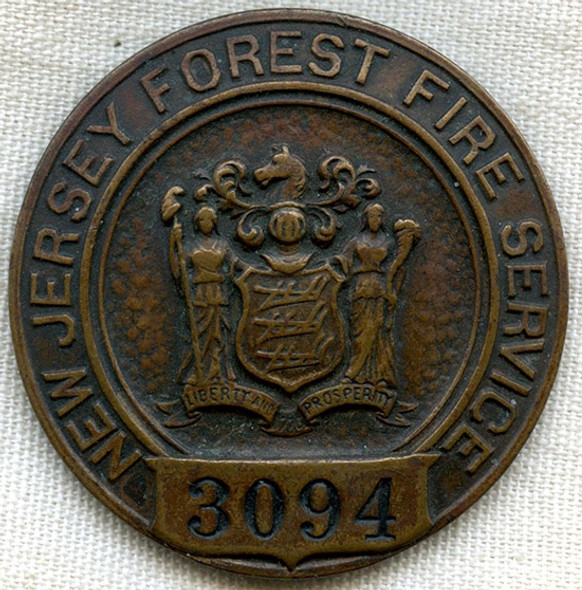 NEW JERSEY FOREST FIRE SERVICE
LIBERTY AND PROSPERITY
3094